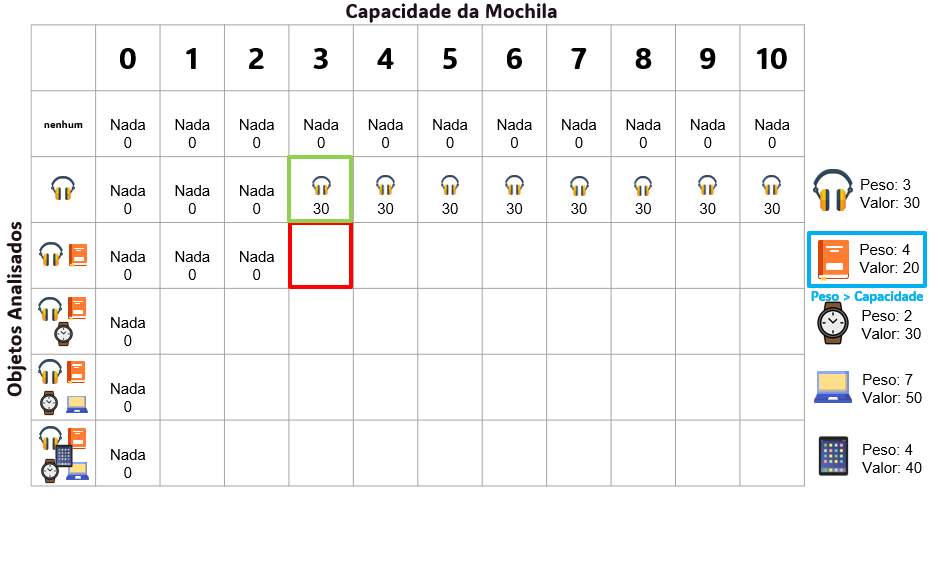 Capacidade da Mochila
0 1 2 3 4 5 6 7 8 9 10
nenhum
Nada Nada Nada Nada Nada Nada Nada Nada Nada Nada Nada
0 0 0 0 0 0 0 0 0 0 0
Nada Nada Nada
0 0 0 30 30 30 30 30 30 30 30
Peso: 3
Valor: 30
Objetos Analisados
Nada Nada Nada
0 0 0
Peso: 4
Valor: 20
Peso > Capacidade
Nada
0
Peso: 2
Valor: 30
Nada
0
Peso: 7
Valor: 50
Nada
0
Peso: 4
Valor: 40